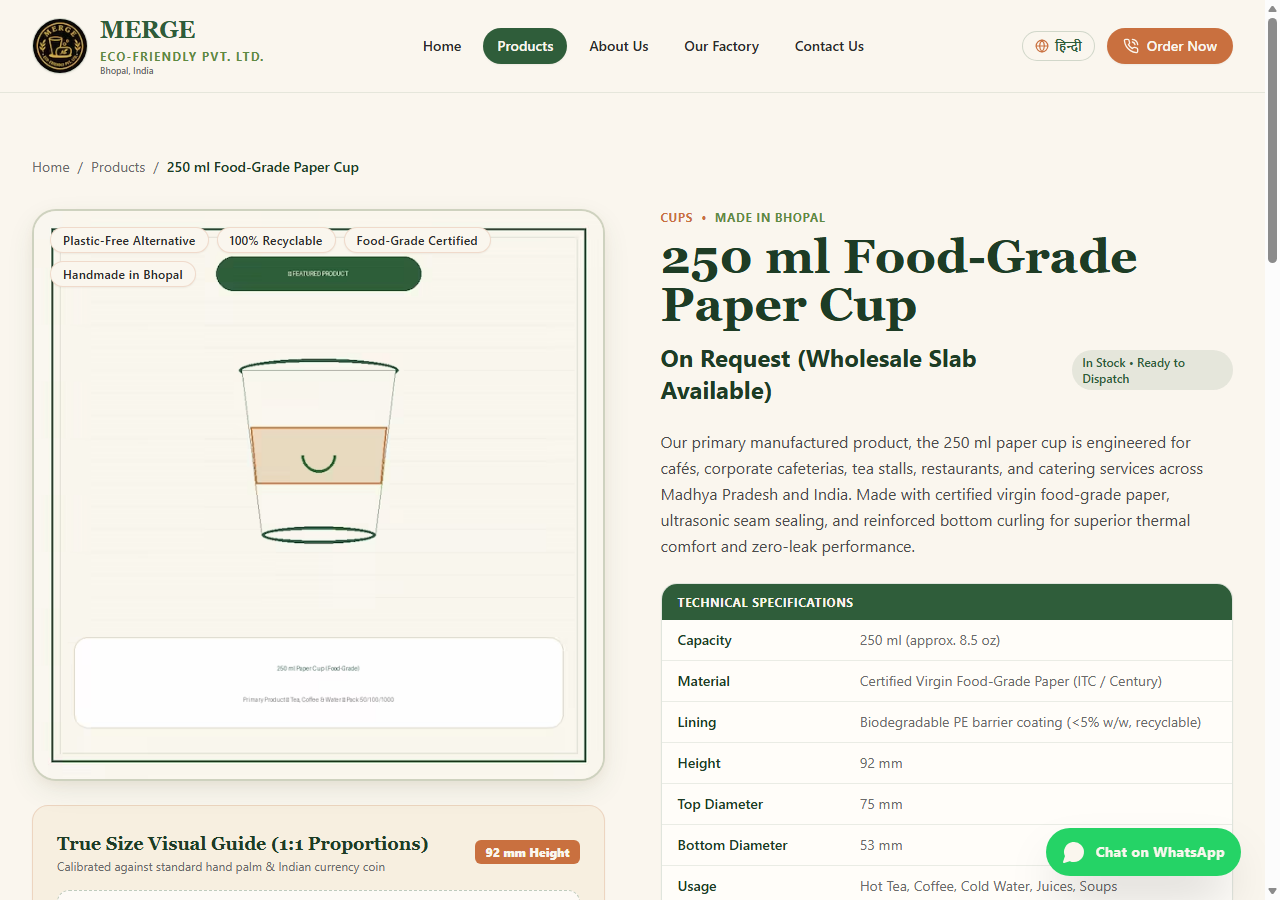 MERGE
ECO-FRIENDLY PVT. LTD.
Bhopal, India
Home
Products
About Us
Our Factory
Contact Us
हिन्दी
Order Now
Home / Products / 250 ml Food-Grade Paper Cup
Plastic-Free Alternative
100% Recyclable
Food-Grade Certified
Handmade in Bhopal
FEATURED PRODUCT
250 ml Paper Cup (Food-Grade)
Primary Product Tea, Coffee & Water Pack 50/100/1000
True Size Visual Guide (1:1 Proportions)
Calibrated against standard hand palm & Indian currency coin
92 mm Height
CUPS • MADE IN BHOPAL
250 ml Food-Grade
Paper Cup
On Request (Wholesale Slab
Available)
In Stock • Ready to
Dispatch
Our primary manufactured product, the 250 ml paper cup is engineered for
cafés, corporate cafeterias, tea stalls, restaurants, and catering services across
Madhya Pradesh and India. Made with certified virgin food-grade paper,
ultrasonic seam sealing, and reinforced bottom curling for superior thermal
comfort and zero-leak performance.
TECHNICAL SPECIFICATIONS
Capacity 250 ml (approx. 8.5 oz)
Material Certified Virgin Food-Grade Paper (ITC / Century)
Lining Biodegradable PE barrier coating (<5% w/w, recyclable)
Height 92 mm
Top Diameter 75 mm
Bottom Diameter 53 mm
Usage Hot Tea, Coffee, Cold Water, Juices, Soups
Chat on WhatsApp